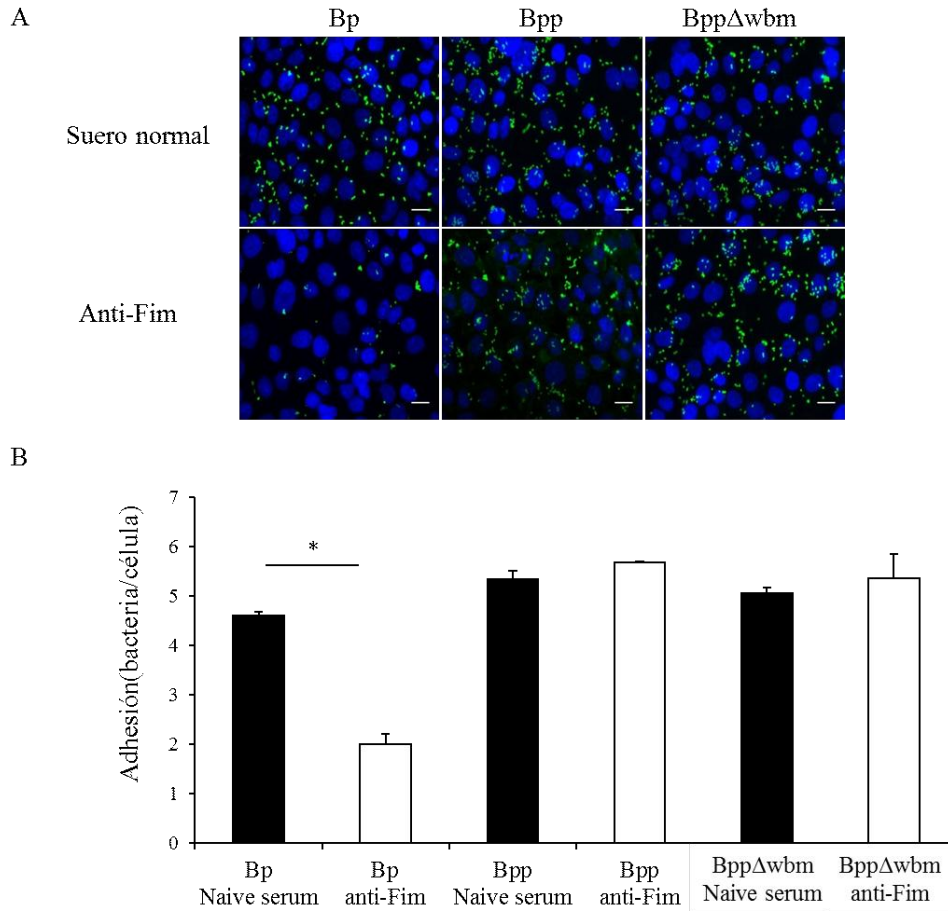 A
Bp Bpp BppΔwbm
Suero normal
Anti-Fim
B
Adhesión(bacteria/célula)
7
6
5
4
3
2
1
0
*
Bp Bp Bpp Bpp BppΔwbm BppΔwbm
Naive serum anti-Fim Naive serum anti-Fim Naive serum anti-Fim